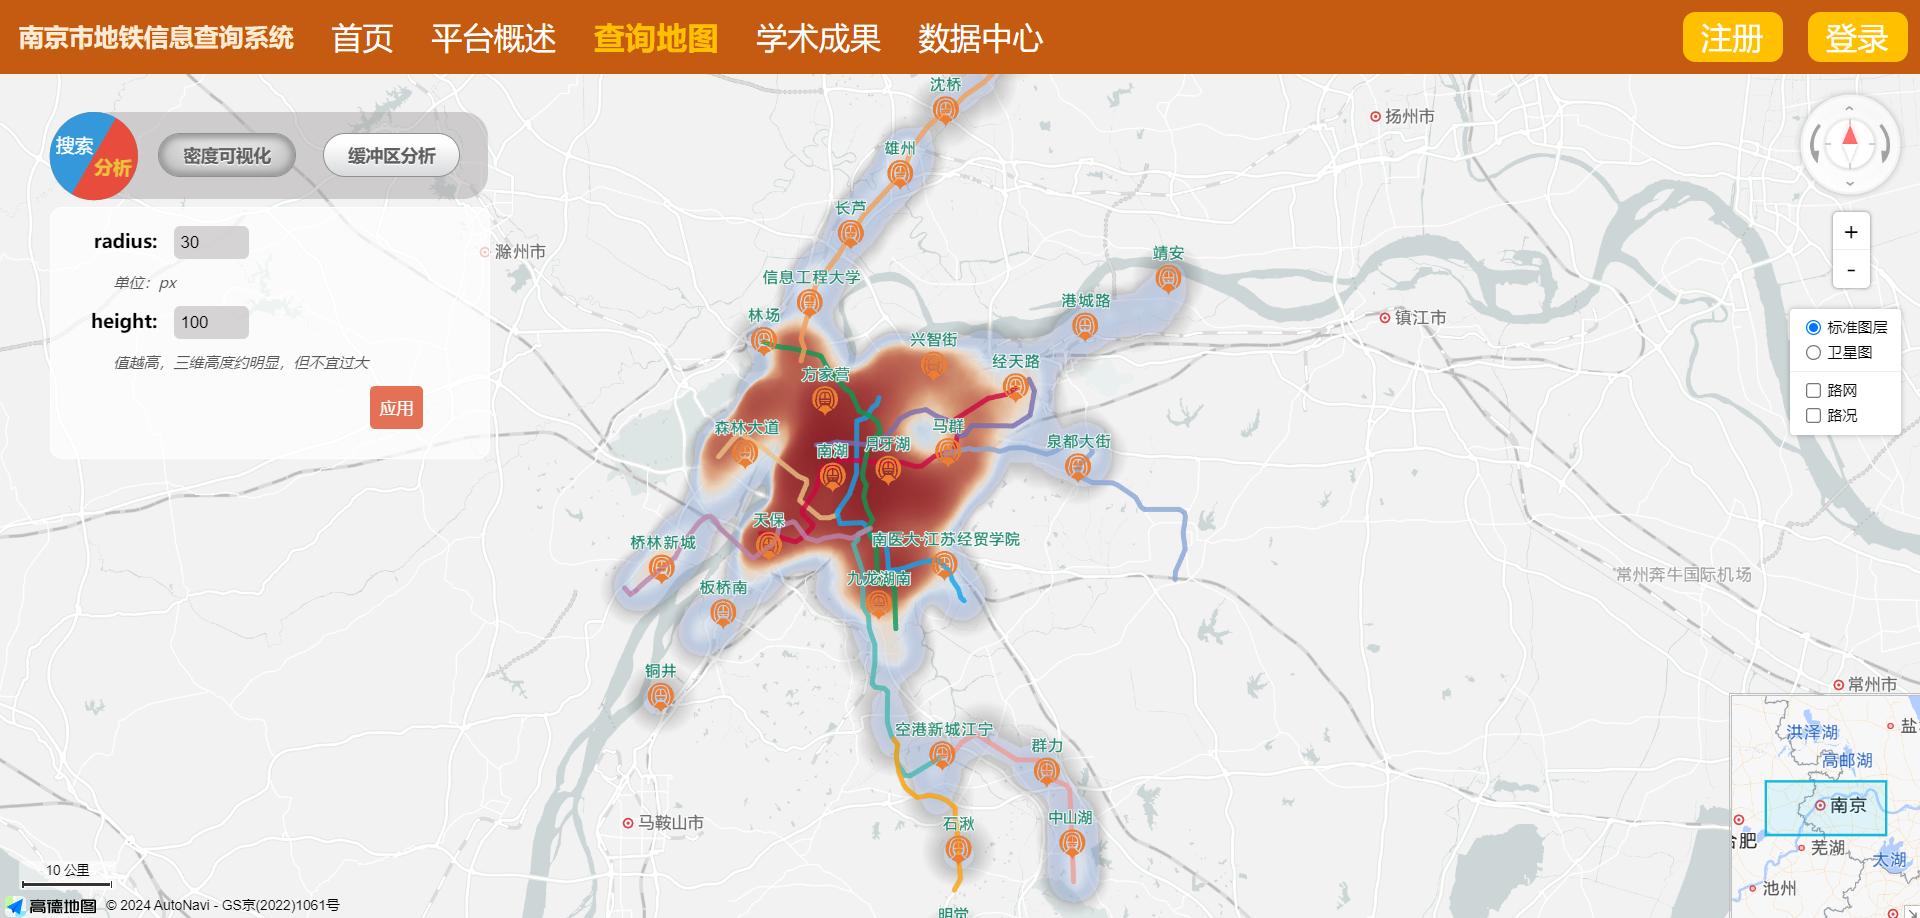 南京市地铁信息查询系统 首页 平台概述 查询地图 学术成果 数据中心 注册 登录
搜索
分析
密度可视化 缓冲区分析
radius: 30
单位：px
height: 100
值越高，三维高度约明显，但不宜过大
应用
沈桥
扬州市
雄州
长芦
滁州市
靖安
信息工程大学
港城路
林场
镇江市
兴智街
经天路
方家营
森林大道
马群
泉都大街
月牙湖
南湖
天保
南医大·江苏经贸学院
桥林新城
九龙湖南
板桥南
常州奔牛国际机场
铜井
常州市
空港新城江宁
群力
马鞍山市
石湫
中山湖
明觉
+
-
标准图层
卫星图
路网
路况
洪泽湖
盐
高邮湖
南京
合肥
芜湖
太湖
池州
10 公里
高德地图 © 2024 AutoNavi - GS京(2022)1061号